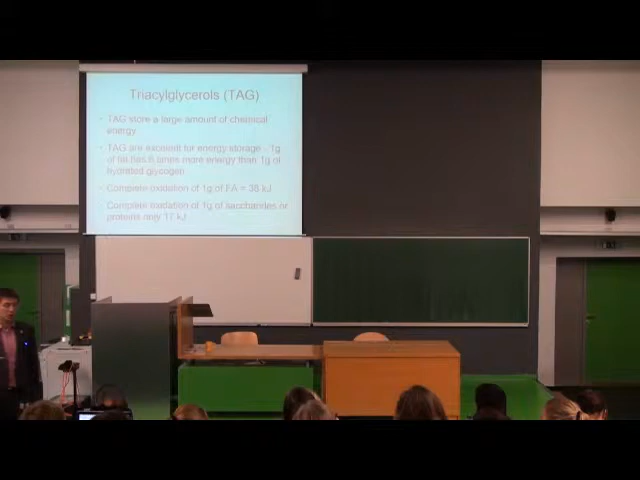 Triacylglycerols (TAG)
• TAG store a large amount of chemical
energy
• TAG are excellent for energy storage - 1g
of fat has 6 times more energy than 1g of
hydrated glycogen
• Complete oxidation of 1g of FA = 38 kJ
• Complete oxidation of 1g of saccharides or
proteins only 17 kJ